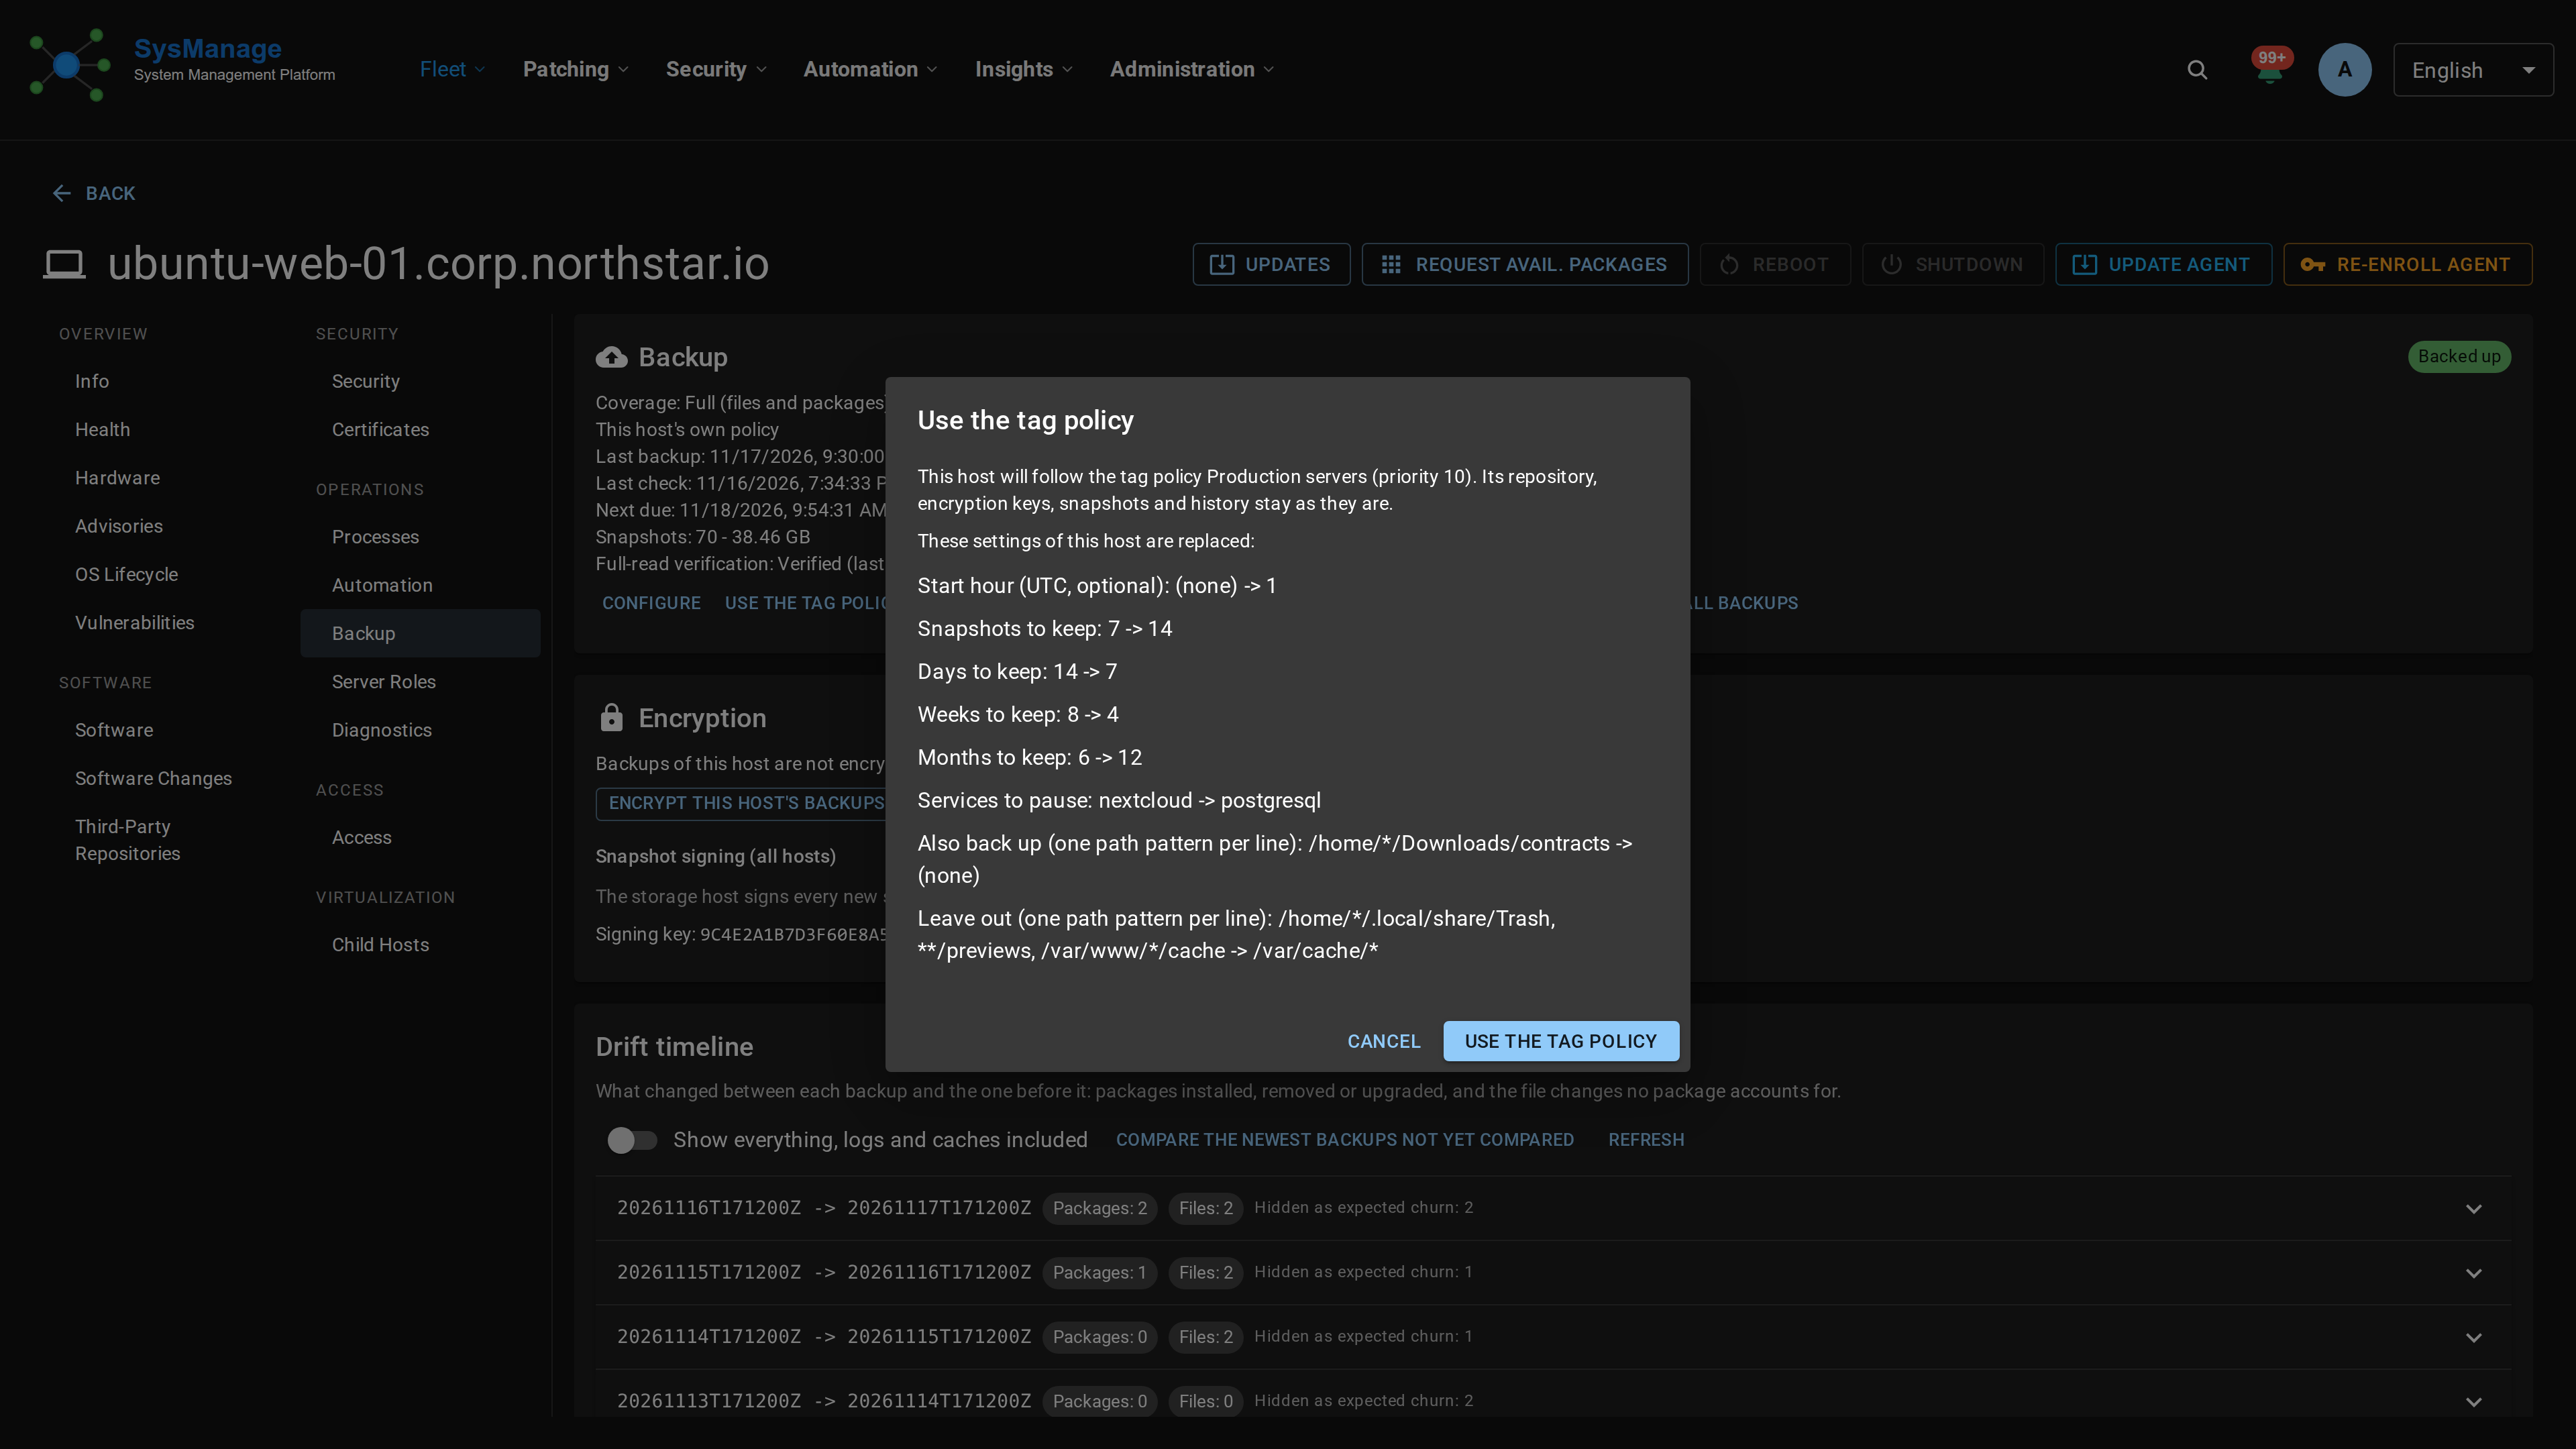 SysManage
System Management Platform
Fleet
Patching
Security
Automation
Insights
Administration
99+
A
English
BACK
ubuntu-web-01.corp.northstar.io
UPDATES
REQUEST AVAIL. PACKAGES
REBOOT
SHUTDOWN
UPDATE AGENT
RE-ENROLL AGENT
OVERVIEW
Info
Health
Hardware
Advisories
OS Lifecycle
Vulnerabilities
SOFTWARE
Software
Software Changes
Third-Party
Repositories
SECURITY
Security
Certificates
OPERATIONS
Processes
Automation
Backup
Server Roles
Diagnostics
ACCESS
Access
VIRTUALIZATION
Child Hosts
Backup
Backed up
Coverage: Full (files and packages)
This host's own policy
Last backup: 11/17/2026, 9:30:00
Last check: 11/16/2026, 7:34:33 P
Next due: 11/18/2026, 9:54:31 AM
Snapshots: 70 - 38.46 GB
Full-read verification: Verified (last
CONFIGURE
USE THE TAG POLIC
ALL BACKUPS
Encryption
Backups of this host are not encry
ENCRYPT THIS HOST'S BACKUPS
Snapshot signing (all hosts)
The storage host signs every new
Signing key: 9C4E2A1B7D3F60E8A5
Use the tag policy
This host will follow the tag policy Production servers (priority 10). Its repository,
encryption keys, snapshots and history stay as they are.
These settings of this host are replaced:
Start hour (UTC, optional): (none) -> 1
Snapshots to keep: 7 -> 14
Days to keep: 14 -> 7
Weeks to keep: 8 -> 4
Months to keep: 6 -> 12
Services to pause: nextcloud -> postgresql
Also back up (one path pattern per line): /home/*/Downloads/contracts ->
(none)
Leave out (one path pattern per line): /home/*/.local/share/Trash,
**/previews, /var/www/*/cache -> /var/cache/*
CANCEL
USE THE TAG POLICY
Drift timeline
What changed between each backup and the one before it: packages installed, removed or upgraded, and the file changes no package accounts for.
Show everything, logs and caches included
COMPARE THE NEWEST BACKUPS NOT YET COMPARED
REFRESH
20261116T171200Z -> 20261117T171200Z Packages: 2 Files: 2 Hidden as expected churn: 2
20261115T171200Z -> 20261116T171200Z Packages: 1 Files: 2 Hidden as expected churn: 1
20261114T171200Z -> 20261115T171200Z Packages: 0 Files: 2 Hidden as expected churn: 1
20261113T171200Z -> 20261114T171200Z Packages: 0 Files: 0 Hidden as expected churn: 2